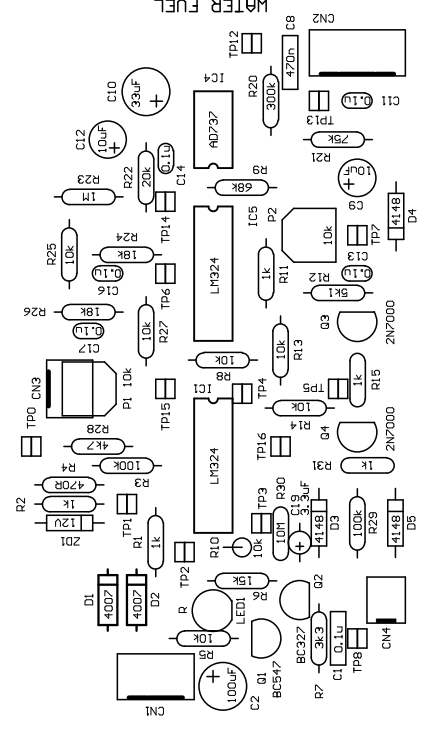 WATER FUEL
CN2
C8
470n
TP12
C10
33uF
IC4
R20
300k
0.1u
C11
TP13
C12
10uF
AD737
75k
R21
0.1u
C14
R22
20k
R9
68k
10uF
C9
R23
1M
TP14
IC5
P2
10k
4148
D4
TP7
R25
10k
R24
18k
0.1u
C16
TP6
LM324
1k
R11
C13
0.1u
R12
5k1
R26
18k
0.1u
C17
10k
R27
Q3
2N7000
10k
R13
CN3
10k
P1
10k
R8
TP15
IC1
TP4
TP5
1k
R15
10k
R14
TP0
R28
4k7
Q4
2N7000
TP16
LM324
100k
R3
R31
1k
R4
470R
R2
1k
ZD1
12V
TP1
R1
1k
TP3
R30
10M
C19
3.3uF
4148
D3
100k
R29
4148
D5
R10
10k
TP2
D1
4007
4007
D2
15k
R6
R
LED1
Q2
BC327
10k
R5
Q1
BC547
3k3
R7
0.1u
C1
TP8
CN4
CN1
100uF
C2